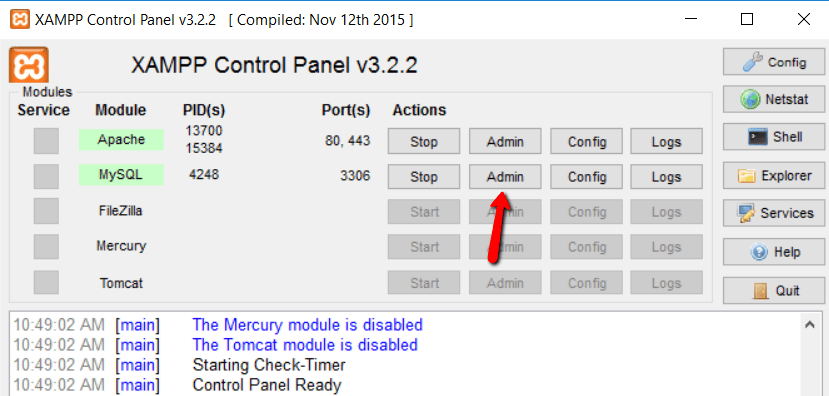 XAMPP Control Panel v3.2.2 [ Compiled: Nov 12th 2015 ]
XAMPP Control Panel v3.2.2
Config
Modules
Service Module PID(s) Port(s) Actions
Netstat
Apache 13700 15384 80, 443 Stop Admin Config Logs
Shell
MySQL 4248 3306 Stop Admin Config Logs
Explorer
FileZilla Start Admin Config Logs
Services
Mercury Start Admin Config Logs
Help
Tomcat Start Admin Config Logs
Quit
10:49:02 AM [main] The Mercury module is disabled
10:49:02 AM [main] The Tomcat module is disabled
10:49:02 AM [main] Starting Check-Timer
10:49:02 AM [main] Control Panel Ready